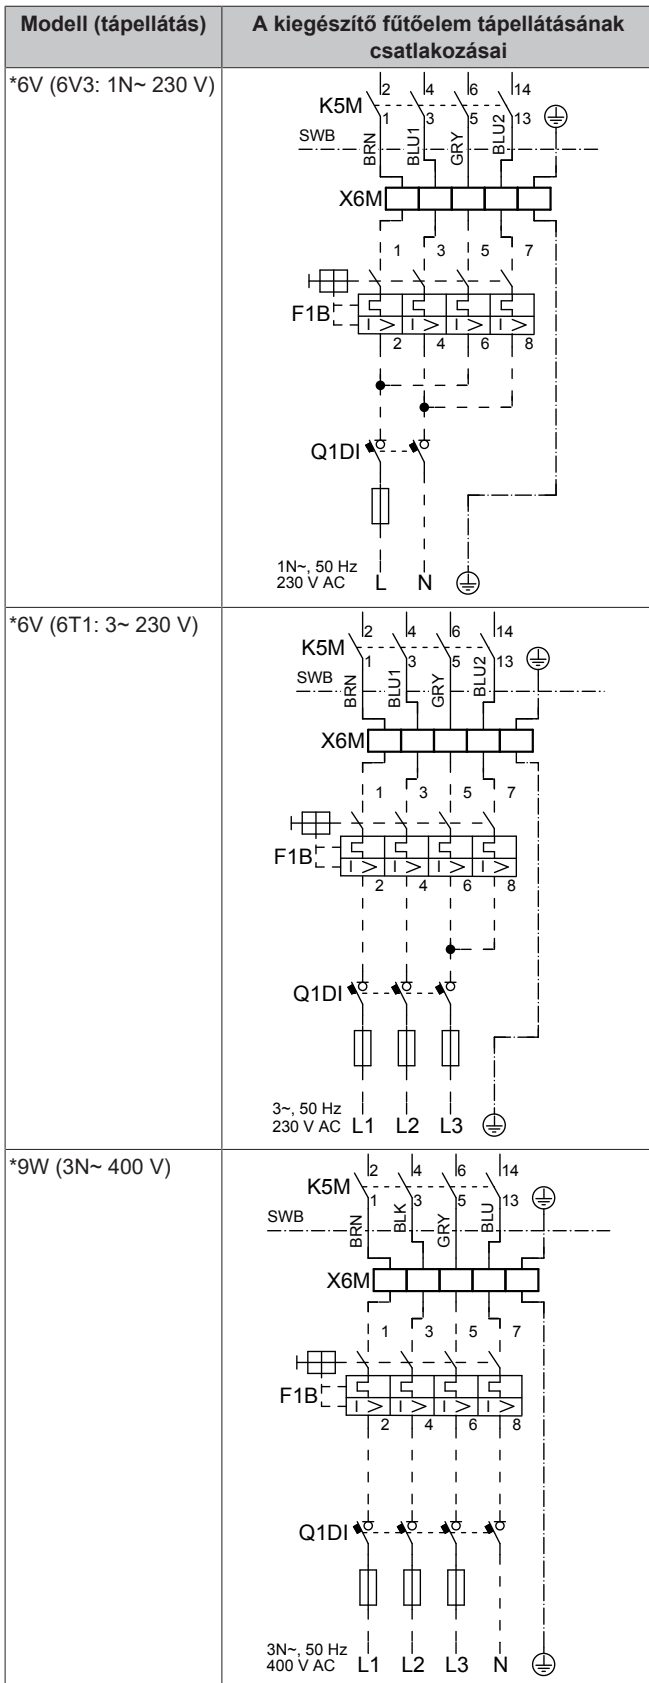 Modell (tápellátás)
A kiegészítő fűtőelem tápellátásának
csatlakozásai
*6V (6V3: 1N~ 230 V)
2 4 6 14
K5M
1 3 5 13
SWB
BRN BLU1 GRY BLU2
X6M
1 3 5 7
F1B
I > I > I > I >
2 4 6 8
Q1DI
1N~, 50 Hz
230 V AC
L N
*6V (6T1: 3~ 230 V)
2 4 6 14
K5M
1 3 5 13
SWB
BRN BLU1 GRY BLU2
X6M
1 3 5 7
F1B
I > I > I > I >
2 4 6 8
Q1DI
3~, 50 Hz
230 V AC
L1 L2 L3
*9W (3N~ 400 V)
2 4 6 14
K5M
1 3 5 13
SWB
BRN BLK GRY BLU
X6M
1 3 5 7
F1B
I > I > I > I >
2 4 6 8
Q1DI
3N~, 50 Hz
400 V AC
L1 L2 L3 N